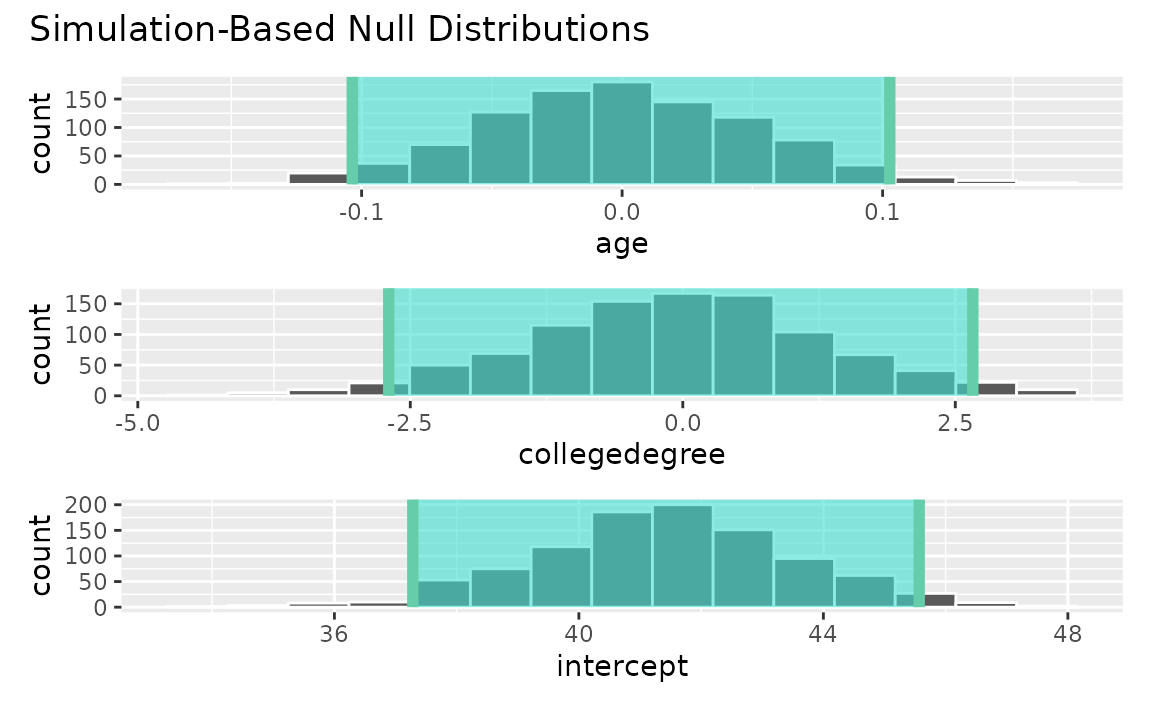 Simulation-Based Null Distributions
count
150
100
50
0
-0.1 0.0 0.1
age
count
150
100
50
0
-5.0 -2.5 0.0 2.5
collegedegree
count
200
150
100
50
0
36 40 44 48
intercept